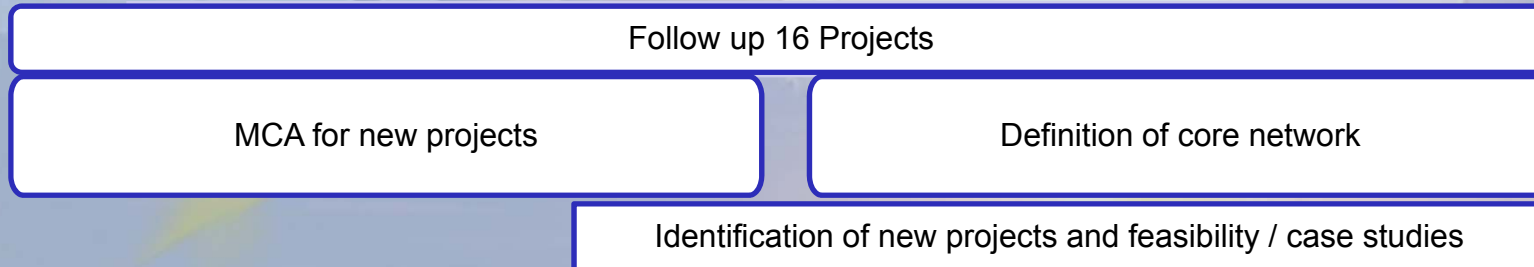 Follow up 16 Projects
MCA for new projects
Definition of core network
Identification of new projects and feasibility / case studies